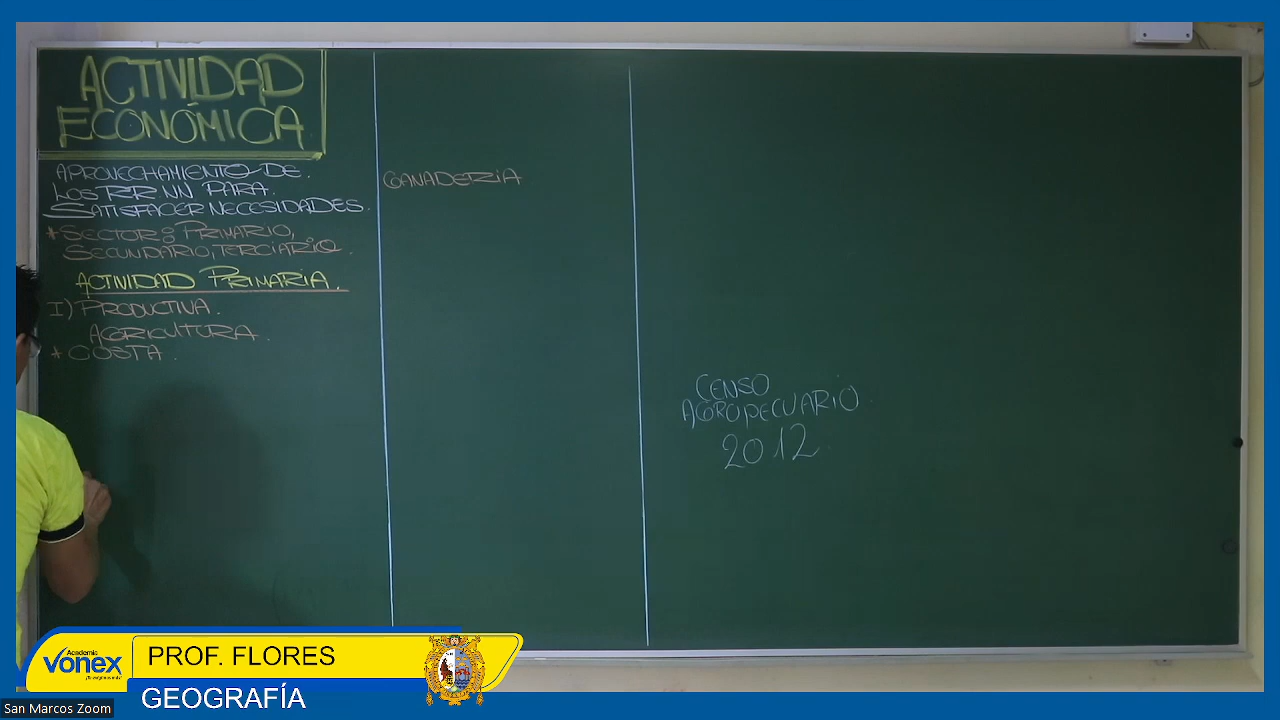 ACTIVIDAD
ECONÓMICA
APROVECHAMIENTO DE.
LOS RR NN PARA.
SATISFACER NECESIDADES.
*SECTOR: PRIMARIO,
SECUNDARIO, TERCIARIO.
ACTIVIDAD PRIMARIA.
I) PRODUCTIVA.
AGRICULTURA.
* COSTA.
GANADERIA
CENSO
AGROPECUARIO.
2012.
Academia
vonex
PROF. FLORES
GEOGRAFÍA
San Marcos Zoom